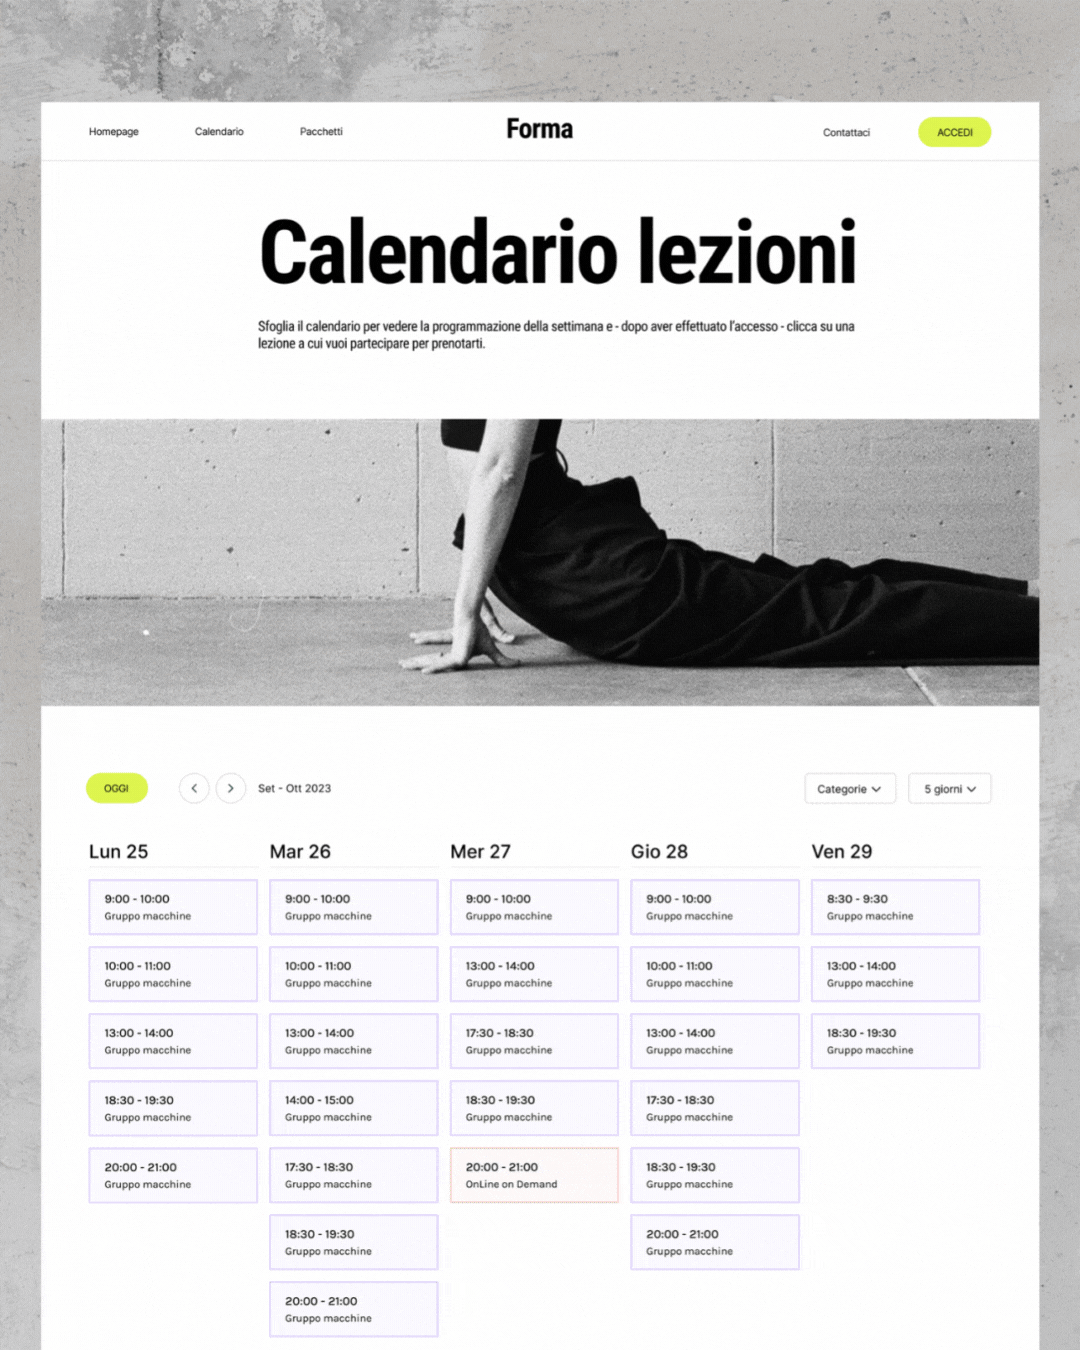 Homepage
Calendario
Pacchetti
Forma
Contattaci
ACCEDI
Calendario lezioni
Sfoglia il calendario per vedere la programmazione della settimana e - dopo aver effettuato l'accesso - clicca su una
lezione a cui vuoi partecipare per prenotarti.
OGGI
Set - Ott 2023
Categorie
5 giorni
Lun 25
9:00 - 10:00
Gruppo macchine
10:00 - 11:00
Gruppo macchine
13:00 - 14:00
Gruppo macchine
18:30 - 19:30
Gruppo macchine
20:00 - 21:00
Gruppo macchine
Mar 26
9:00 - 10:00
Gruppo macchine
10:00 - 11:00
Gruppo macchine
13:00 - 14:00
Gruppo macchine
14:00 - 15:00
Gruppo macchine
17:30 - 18:30
Gruppo macchine
18:30 - 19:30
Gruppo macchine
20:00 - 21:00
Gruppo macchine
Mer 27
9:00 - 10:00
Gruppo macchine
13:00 - 14:00
Gruppo macchine
17:30 - 18:30
Gruppo macchine
18:30 - 19:30
Gruppo macchine
20:00 - 21:00
OnLine on Demand
Gio 28
9:00 - 10:00
Gruppo macchine
10:00 - 11:00
Gruppo macchine
13:00 - 14:00
Gruppo macchine
17:30 - 18:30
Gruppo macchine
18:30 - 19:30
Gruppo macchine
20:00 - 21:00
Gruppo macchine
Ven 29
8:30 - 9:30
Gruppo macchine
13:00 - 14:00
Gruppo macchine
18:30 - 19:30
Gruppo macchine